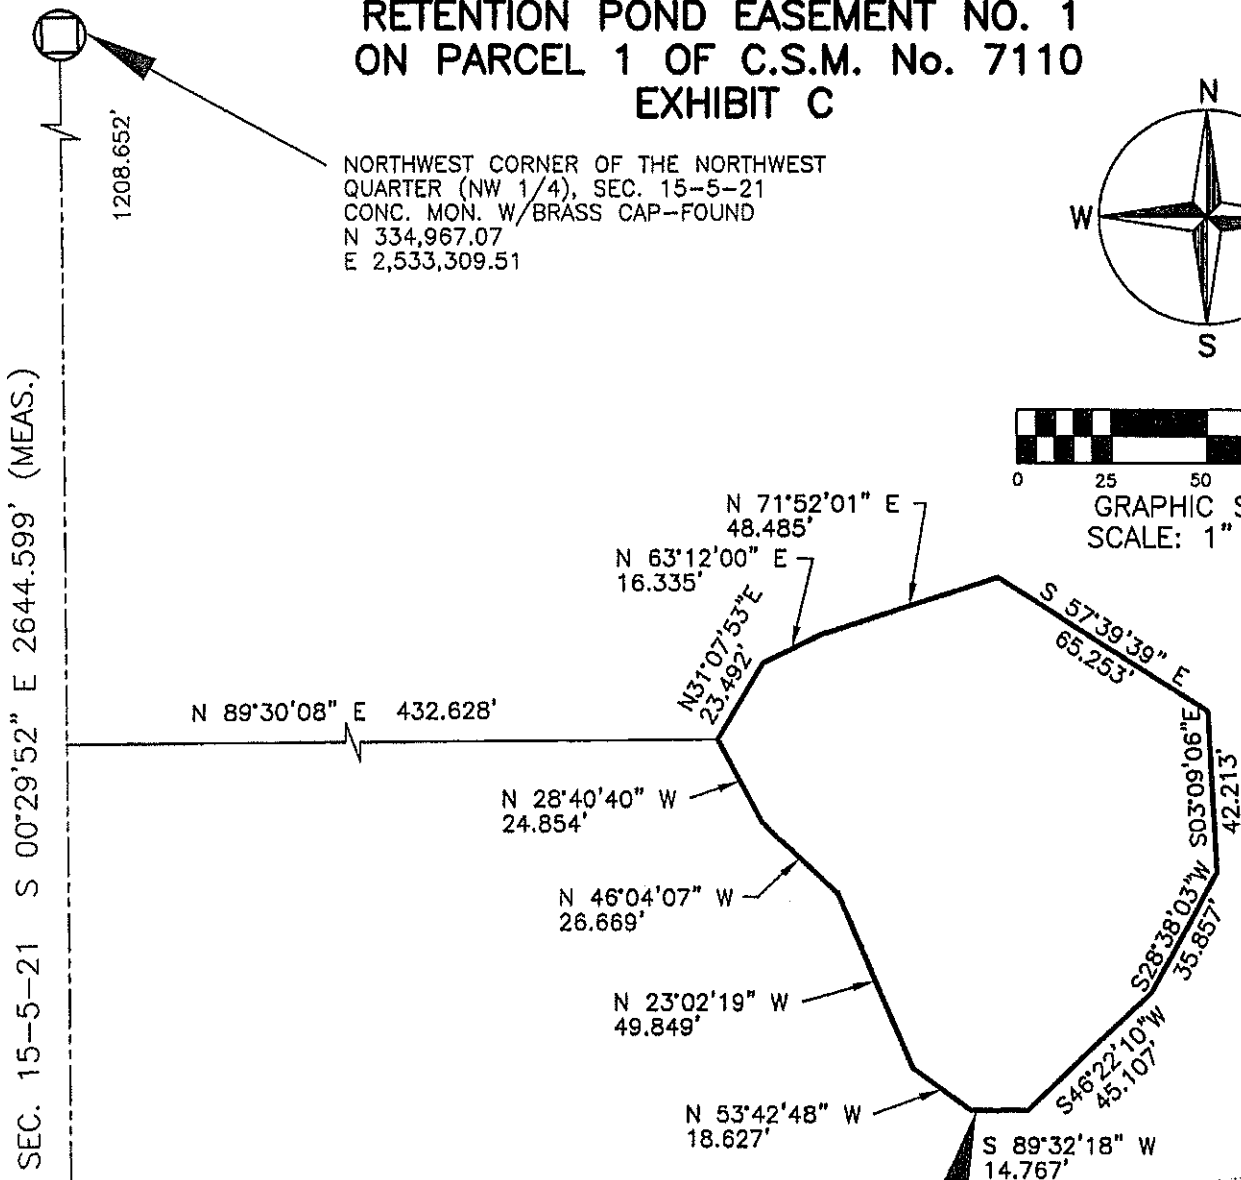 RETENTION POND EASEMENT NO. 1
ON PARCEL 1 OF C.S.M. No. 7110
EXHIBIT C
1208.652'
NORTHWEST CORNER OF THE NORTHWEST
QUARTER (NW 1/4), SEC. 15-5-21
CONC. MON. W/BRASS CAP-FOUND
N 334,967.07
E 2,533,309.51
N
W
S
0 25 50
GRAPHIC S
SCALE: 1"
SEC. 15-5-21 S 00°29'52" E 2644.599' (MEAS.)
N 71°52'01" E
48.485'
N 63°12'00" E
16.335'
N31°07'53"E
23.492'
S 57°39'39" E
65.253'
N 89°30'08" E 432.628'
S03°09'06"E
42.213'
N 28°40'40" W
24.854'
N 46°04'07" W
26.669'
S28°38'03"W
35.857'
N 23°02'19" W
49.849'
S46°22'10"W
45.107'
N 53°42'48" W
18.627'
S 89°32'18" W
14.767'